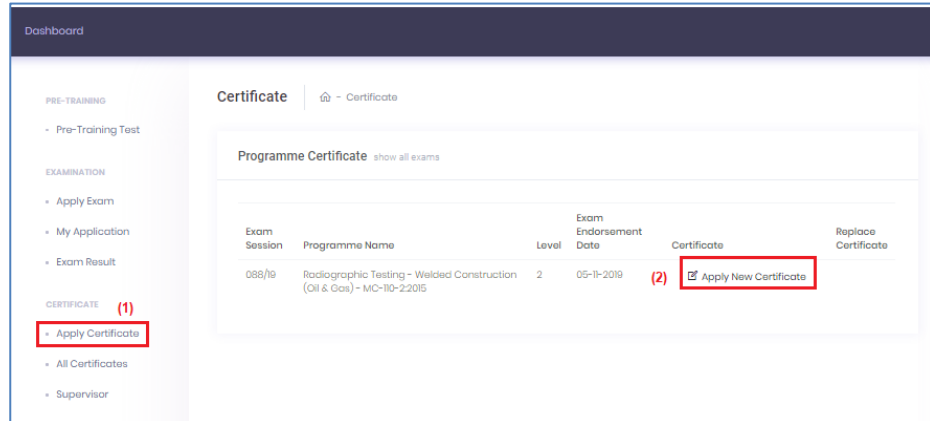 Dashboard
PRE-TRAINING
Pre-Training Test
EXAMINATION
Apply Exam
My Application
Exam Result
CERTIFICATE (1)
Apply Certificate
All Certificates
Supervisor
Certificate - Certificate
Programme Certificate show all exams
Exam Session Programme Name Level Exam Endorsement Date Certificate Replace Certificate
088/19 Radiographic Testing - Welded Construction 2 05-11-2019 (2) Apply New Certificate
(Oil & Gas) - MC-110-2:2015